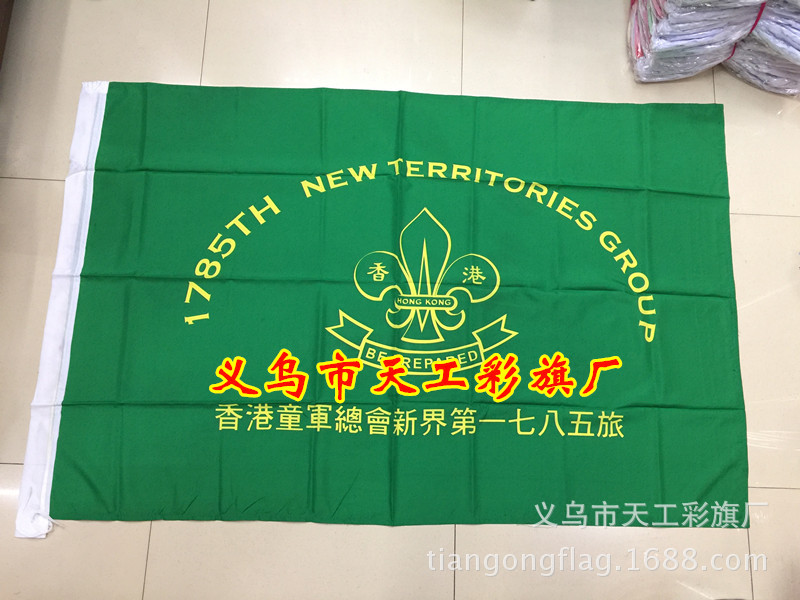 1785TH NEW TERRITORIES GROUP
香 港
HONG KONG
BE PREPARED
义乌市天工彩旗厂
香港童軍總會新界第一七八五旅
义乌市天工彩旗厂
tiangongflag.1688.com